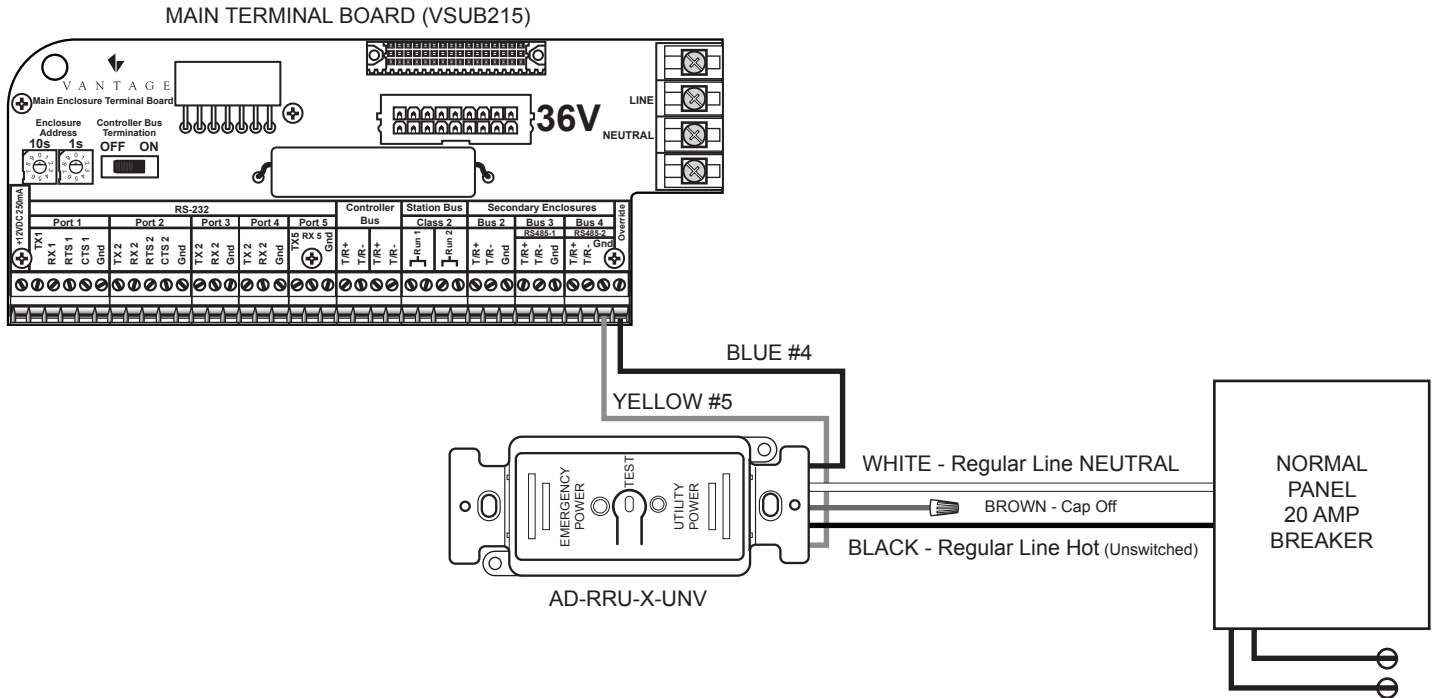 MAIN TERMINAL BOARD (VSUB215)
VANTAGE
Main Enclosure Terminal Board
36V
LINE
NEUTRAL
Enclosure
Address
10s 1s
Controller Bus
Termination
OFF ON
+12VDC 250mA
RS-232
Port 1
Port 2
Port 3
Port 4
Port 5
Controller
Bus
Station Bus
Class 2
Secondary Enclosures
Bus 2
Bus 3
RS485-1
Bus 4
RS485-2
Override
TX1
RX 1
RTS 1
CTS 1
Gnd
TX 2
RX 2
RTS 2
CTS 2
Gnd
TX 2
RX 2
Gnd
TX 2
RX 2
Gnd
TX5
RX 5
Gnd
T/R+
T/R-
T/R+
T/R-
Run 1
Run 2
T/R+
T/R-
Gnd
T/R+
T/R-
Gnd
T/R+
T/R-
Gnd
BLUE #4
YELLOW #5
EMERGENCY
POWER
TEST
UTILITY
POWER
WHITE - Regular Line NEUTRAL
BROWN - Cap Off
BLACK - Regular Line Hot (Unswitched)
AD-RRU-X-UNV
NORMAL
PANEL
20 AMP
BREAKER